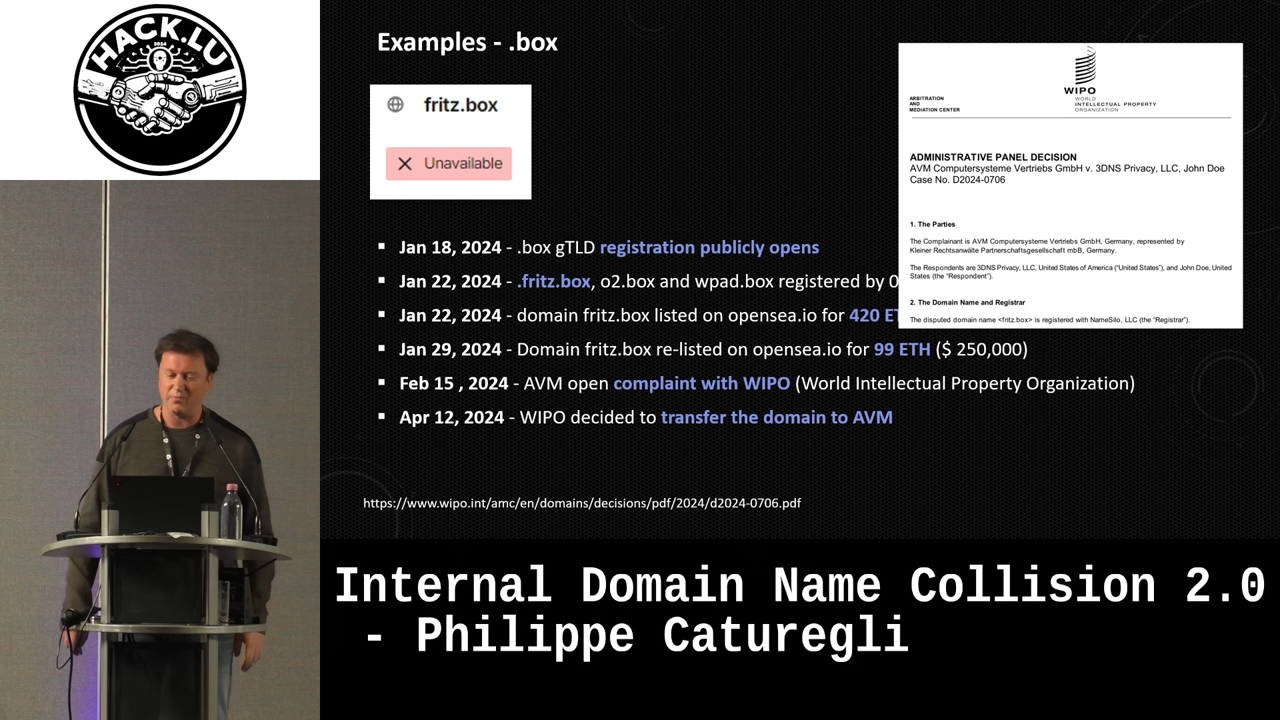 HACK.LU
2024
Examples - .box
fritz.box
Unavailable
▪ Jan 18, 2024 - .box gTLD registration publicly opens
▪ Jan 22, 2024 - .fritz.box, o2.box and wpad.box registered by 0
▪ Jan 22, 2024 - domain fritz.box listed on opensea.io for 420 ET
▪ Jan 29, 2024 - Domain fritz.box re-listed on opensea.io for 99 ETH ($ 250,000)
▪ Feb 15 , 2024 - AVM open complaint with WIPO (World Intellectual Property Organization)
▪ Apr 12, 2024 - WIPO decided to transfer the domain to AVM
https://www.wipo.int/amc/en/domains/decisions/pdf/2024/d2024-0706.pdf
ARBITRATION
AND
MEDIATION CENTER
WIPO
WORLD
INTELLECTUAL PROPERTY
ORGANIZATION
ADMINISTRATIVE PANEL DECISION
AVM Computersysteme Vertriebs GmbH v. 3DNS Privacy, LLC, John Doe
Case No. D2024-0706
1. The Parties
The Complainant is AVM Computersysteme Vertriebs GmbH, Germany, represented by
Kleiner Rechtsanwälte Partnerschaftsgesellschaft mbB, Germany.
The Respondents are 3DNS Privacy, LLC, United States of America (“United States”), and John Doe, United
States (the “Respondent”).
2. The Domain Name and Registrar
The disputed domain name <fritz.box> is registered with NameSilo, LLC (the “Registrar”).
Internal Domain Name Collision 2.0
- Philippe Caturegli